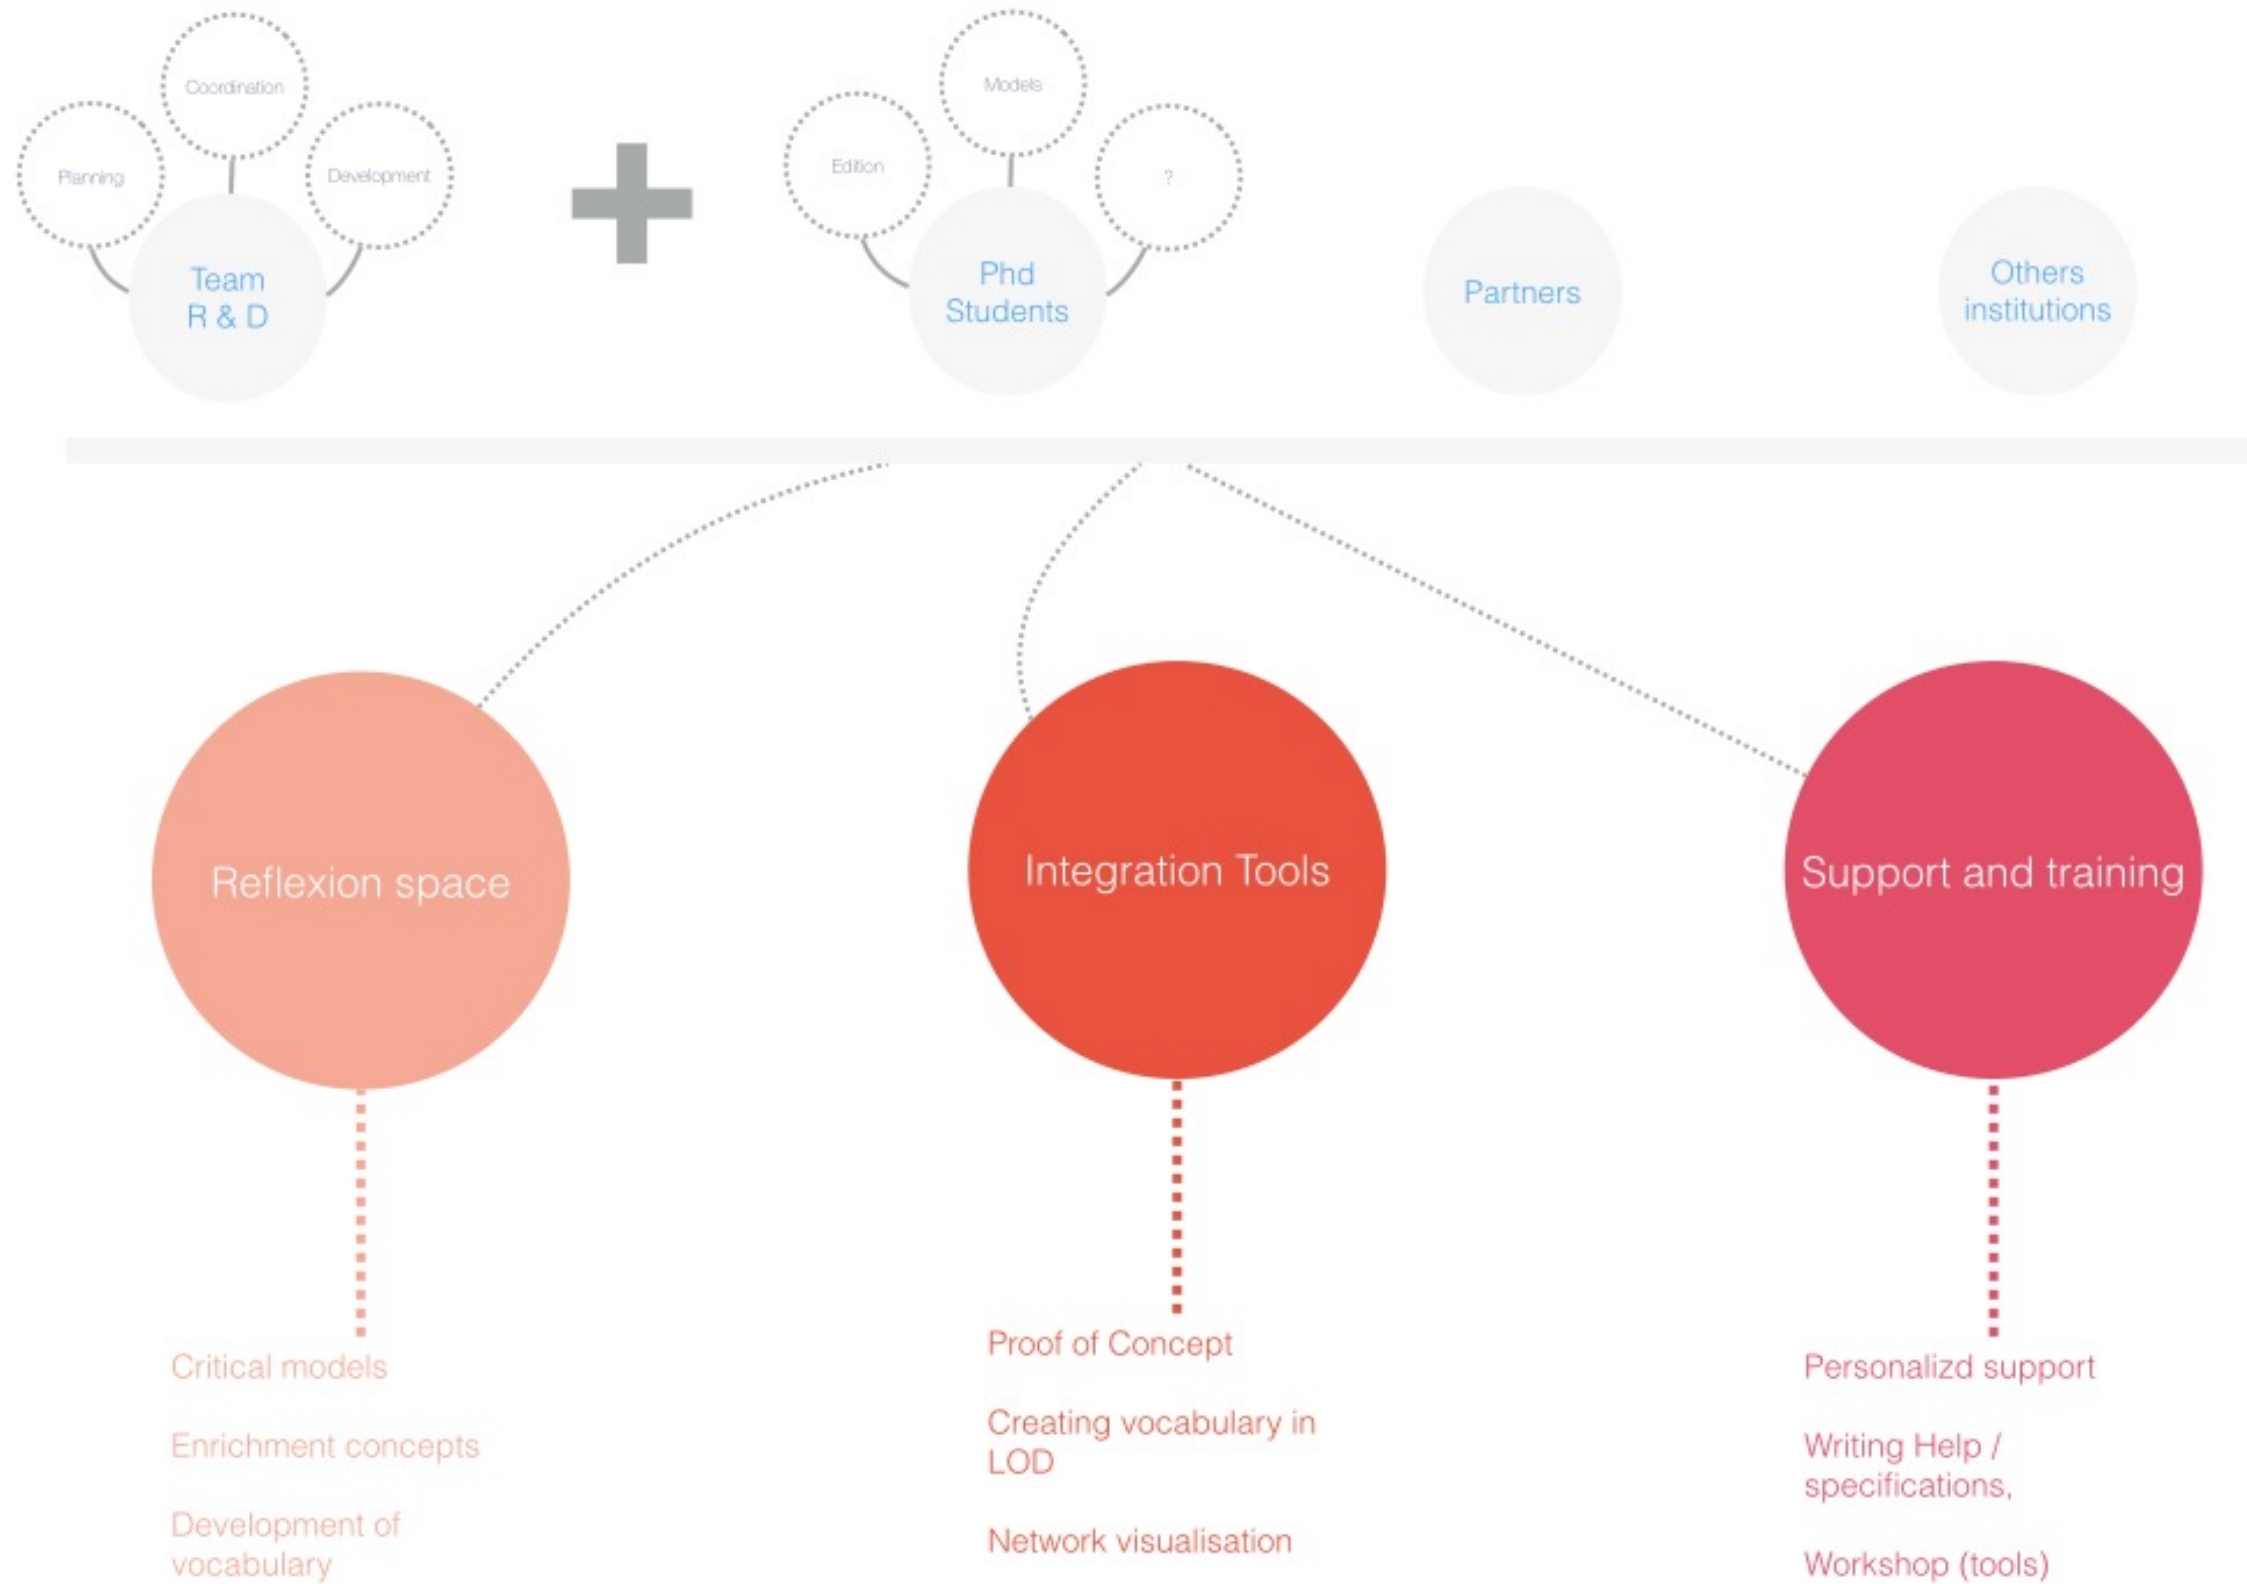 Coordination
Planning
Development
Models
Edition
?
Team
R & D
Phd
Students
Partners
Others
institutions
Reflexion space
Integration Tools
Support and training
Critical models
Enrichment concepts
Development of
vocabulary
Proof of Concept
Creating vocabulary in
LOD
Network visualisation
Personalizd support
Writing Help /
specifications,
Workshop (tools)